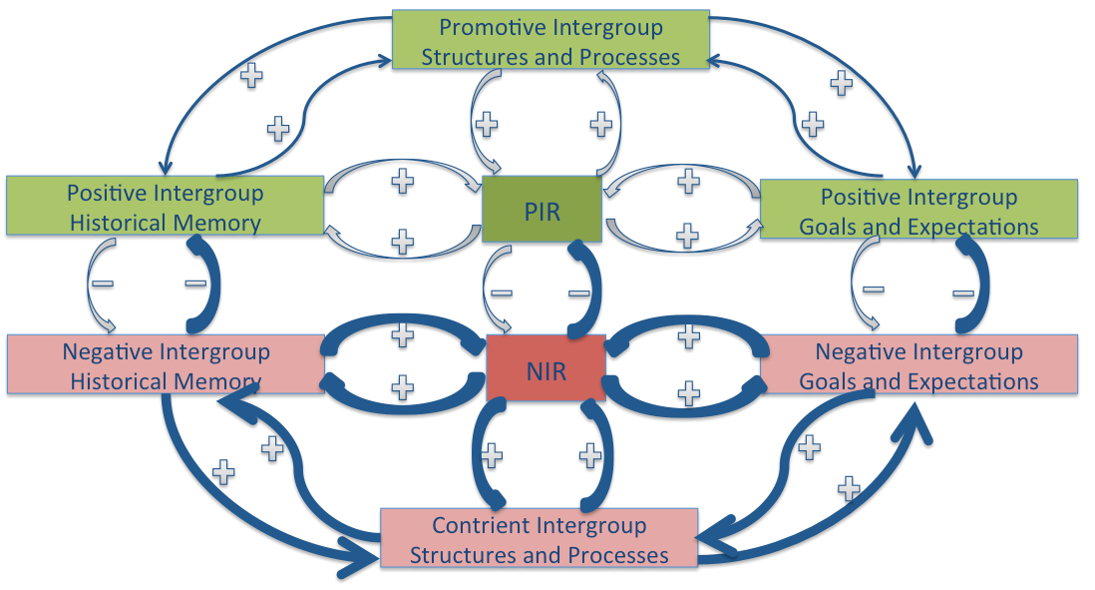 Promotive Intergroup
Structures and Processes
Positive Intergroup
Historical Memory
PIR
Positive Intergroup
Goals and Expectations
Negative Intergroup
Historical Memory
NIR
Negative Intergroup
Goals and Expectations
Contrient Intergroup
Structures and Processes